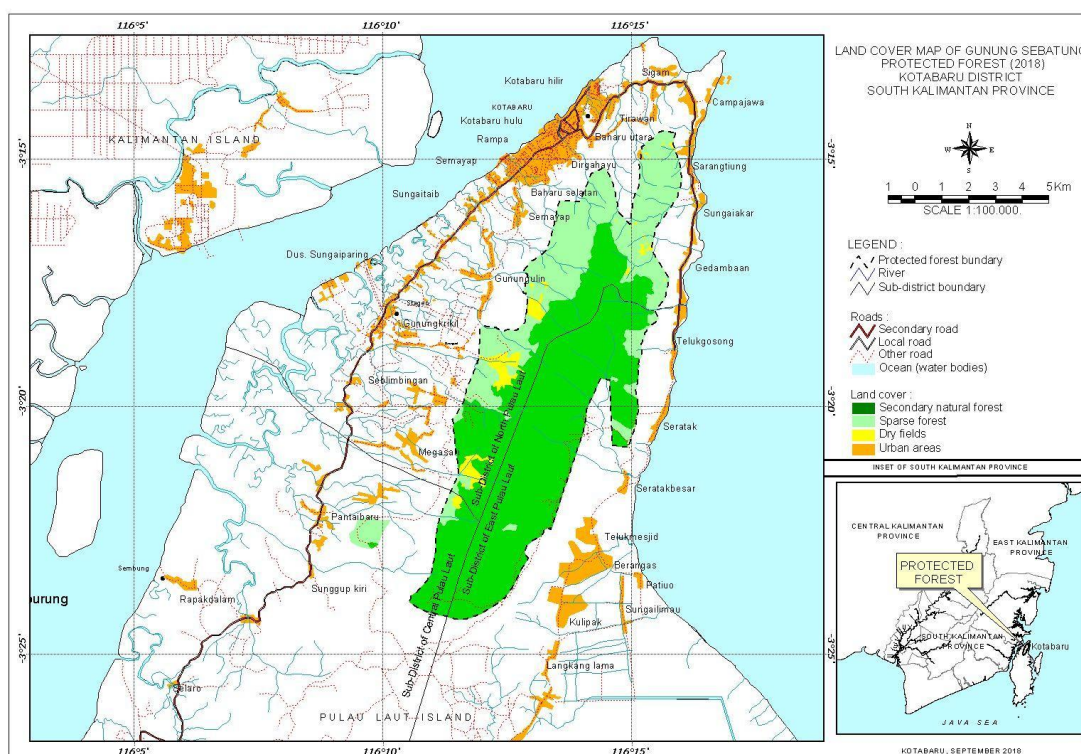 116°5'
116°10'
116°15'
LAND COVER MAP OF GUNUNG SEBATUNG
PROTECTED FOREST (2018)
KOTABARU DISTRICT
SOUTH KALIMANTAN PROVINCE
N
W E
S
1 0 1 2 3 4 5 Km
SCALE 1:100.000.
LEGEND :
Protected forest bundary
River
Sub-district boundary
Roads:
Secondary road
Local road
Other road
Ocean (water bodies)
Land cover :
Secondary natural forest
Sparse forest
Dry fields
Urban areas
INSET OF SOUTH KALIMANTAN PROVINCE
CENTRAL KALIMANTAN
PROVINCE
EAST KALIMANTAN
PROVINCE
PROTECTED
FOREST
SOUTH KALIMANTAN
PROVINCE
Kotabaru
JAVA SEA
KOTABARU, SEPTEMBER 2018
-3°15'
-3°15'
-3°20'
-3°20'
-3°25'
-3°25'
KALIMANTAN ISLAND
Sigam
Kotabaru hilir
Campajawa
KOTABARU
Kotabaru hulu
Tirawan
Rampa
Baharu utara
Semayap
Dirgahayu
Sarangtiung
Sungaitaib
Baharu selatan
Semayap
Sungaiakar
Dus. Sungaiparing
Gunungulin
Gedambaan
Stagen
Gunungkrikil
Telukgosong
Seblimbingan
Sub-District of North Pulau Laut
Seratak
Megasari
Sub-District of East Pulau Laut
Seratakbesar
Pantaibaru
Telukmesjid
Sembung
Berangas
Sunggup kiri
Patiuo
Rapakdalam
urung
Sub-District of Central Pulau Laut
Sungailimau
Kulipak
Langkang lama
Selaro
PULAU LAUT ISLAND
116°5'
116°10'
116°15'